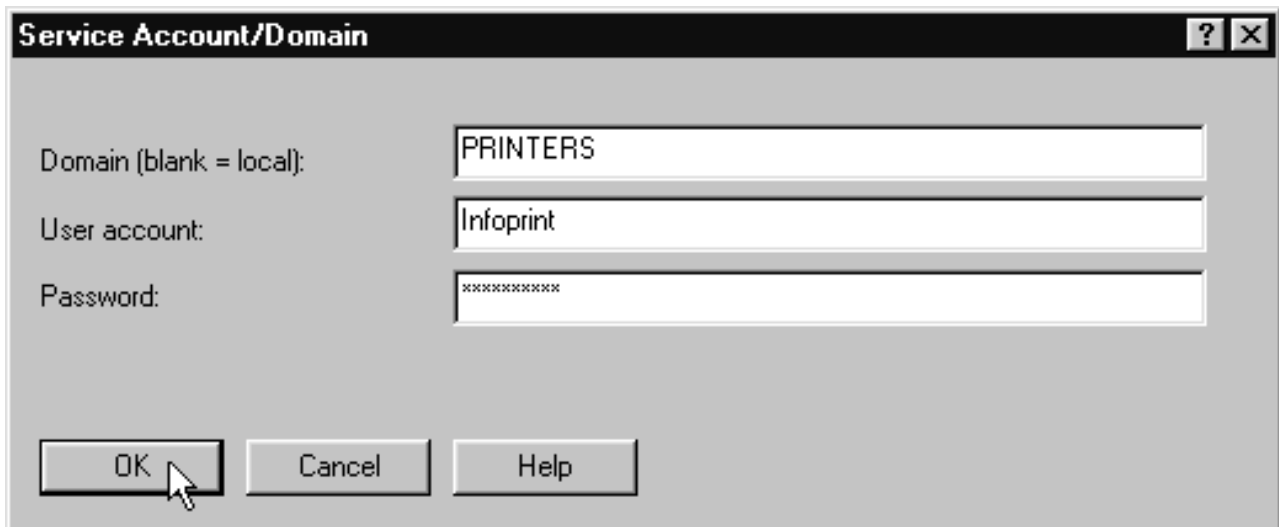 Service Account/Domain ? X
Domain (blank = local): PRINTERS
User account: Infoprint
Password: **********
OK Cancel Help